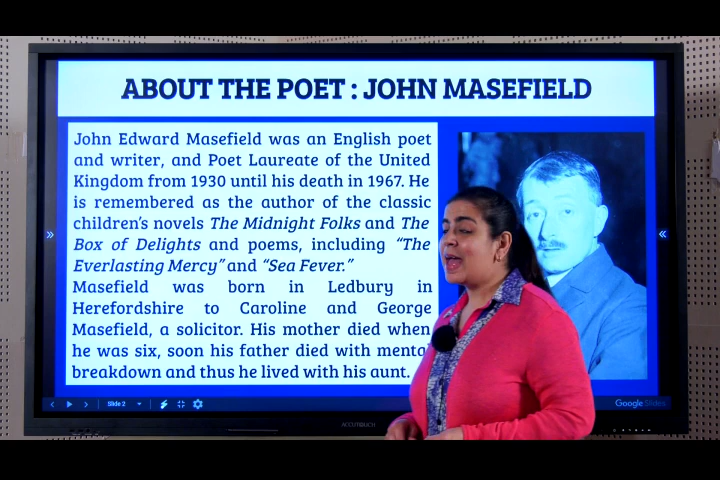 ABOUT THE POET : JOHN MASEFIELD
John Edward Masefield was an English poet
and writer, and Poet Laureate of the United
Kingdom from 1930 until his death in 1967. He
is remembered as the author of the classic
children's novels The Midnight Folks and The
Box of Delights and poems, including "The
Everlasting Mercy" and "Sea Fever."
Masefield was born in Ledbury in
Herefordshire to Caroline and George
Masefield, a solicitor. His mother died when
he was six, soon his father died with mental
breakdown and thus he lived with his aunt.
Slide 2
Google Slides
ACCUTOUCH